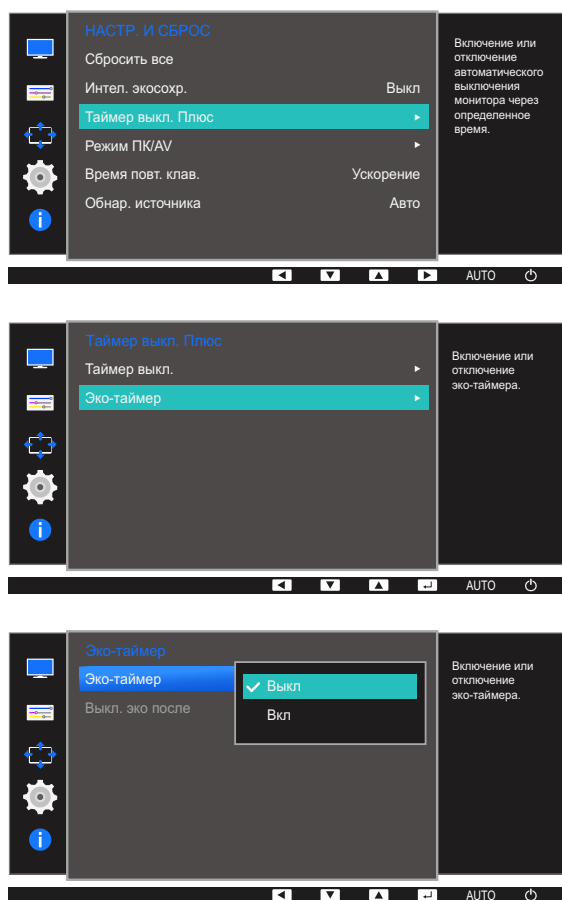 НАСТР. И СБРОС
Сбросить все
Интел. экосохр. Выкл
Таймер выкл. Плюс
Режим ПК/AV
Время повт. клав. Ускорение
Обнар. источника Авто
Включение или
отключение
автоматического
выключения
монитора через
определенное
время.
AUTO
Таймер выкл. Плюс
Таймер выкл.
Эко-таймер
Включение или
отключение
эко-таймера.
AUTO
Эко-таймер
Эко-таймер
Выкл
Выкл. эко после
Вкл
Включение или
отключение
эко-таймера.
AUTO